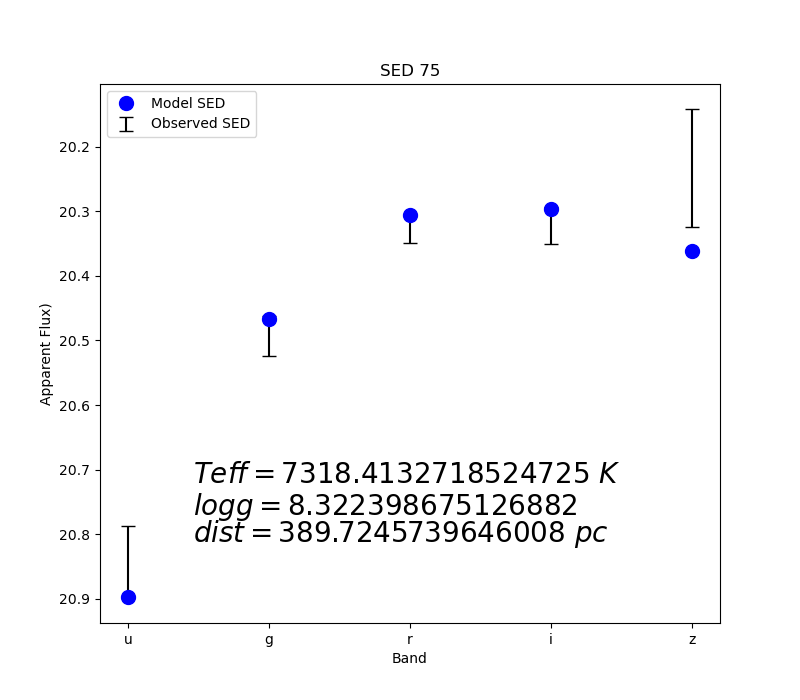 SED 75
Model SED
Observed SED
20.2
20.3
20.4
20.5
20.6
20.7
20.8
20.9
Apparent Flux)
Teff = 7318.4132718524725 K
logg = 8.322398675126882
dist = 389.7245739646008 pc
u g r i z
Band